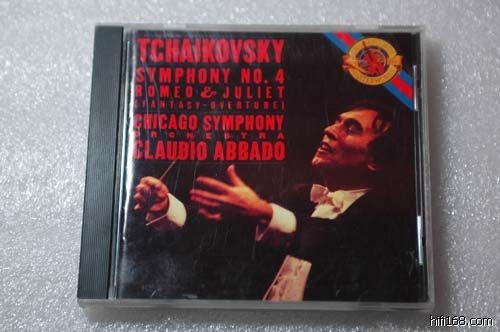 TCHAIKOVSKY
SYMPHONY NO. 4
ROMEO & JULIET
(FANTASY-OVERTURE)
CHICAGO SYMPHONY
ORCHESTRA
CLAUDIO ABBADO
hifi168.com